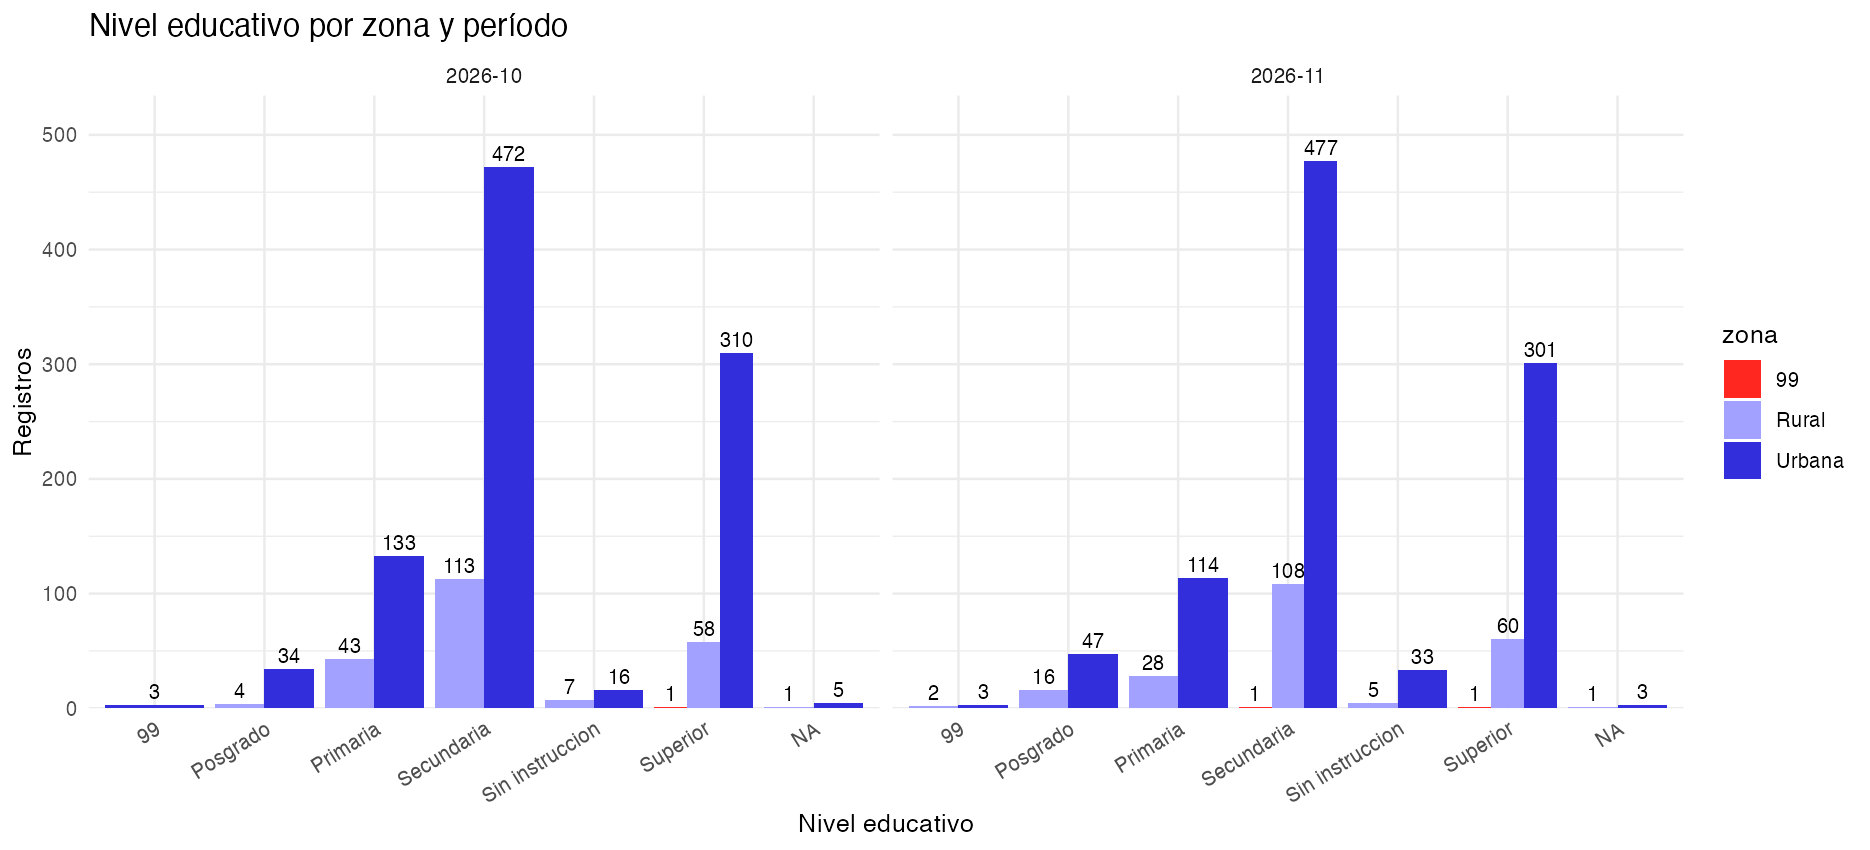 Nivel educativo por zona y período
2026-10
2026-11
Registros
500
400
300
200
100
0
3
4
34
43
133
113
472
7
16
1
58
310
1
5
2
3
16
47
28
114
1
108
477
5
33
1
60
301
1
3
99
Posgrado
Primaria
Secundaria
Sin instruccion
Superior
NA
99
Posgrado
Primaria
Secundaria
Sin instruccion
Superior
NA
Nivel educativo
zona
99
Rural
Urbana